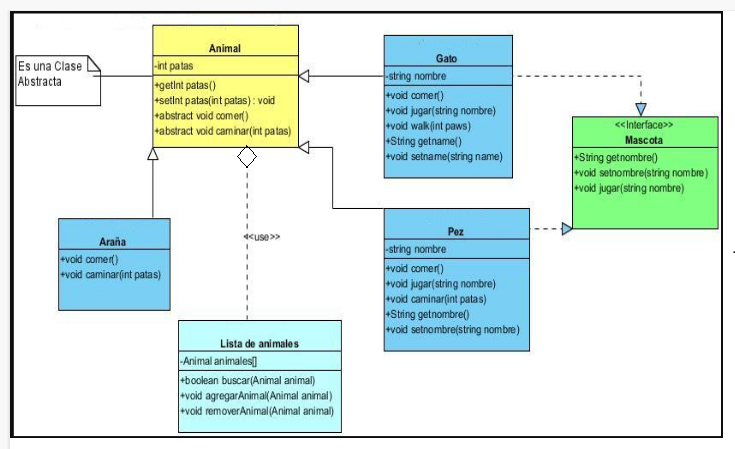 Es una Clase
Abstracta
Animal
-int patas
+getInt patas()
+setInt patas(int patas) : void
+abstract void comer()
+abstract void caminar(int patas)
Gato
-string nombre
+void comer()
+void jugar(string nombre)
+void walk(int paws)
+String getname()
+void setname(string name)
<<Interface>>
Mascota
+String getnombre()
+void setnombre(string nombre)
+void jugar(string nombre)
Araña
+void comer()
+void caminar(int patas)
<<use>>
Pez
-string nombre
+void comer()
+void jugar(string nombre)
+void caminar(int patas)
+String getnombre()
+void setnombre(string nombre)
Lista de animales
-Animal animales[]
+boolean buscar(Animal animal)
+void agregarAnimal(Animal animal)
+void removerAnimal(Animal animal)